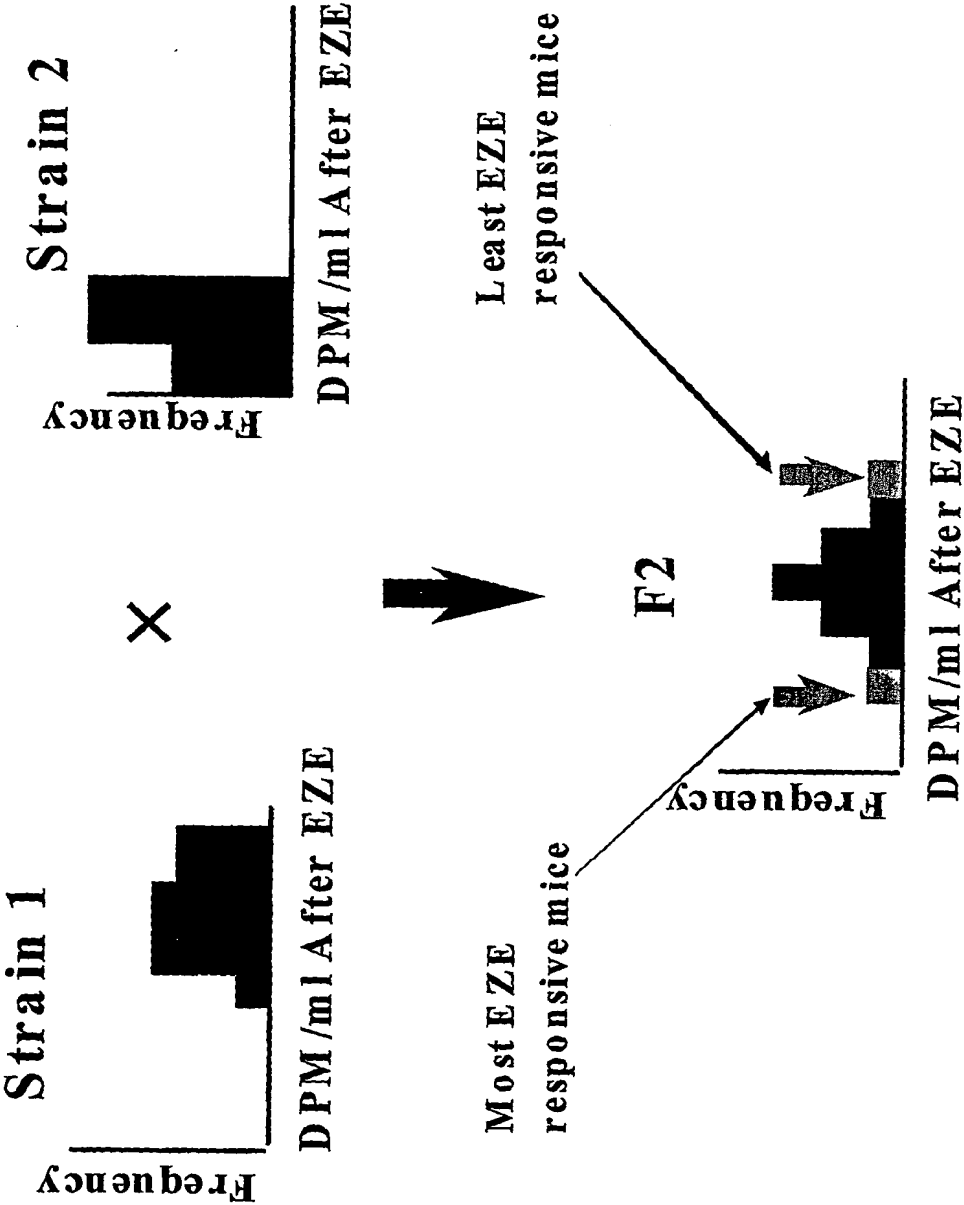 Strain 1
Frequency
DPM/ml After EZE
×
Strain 2
Frequency
DPM/ml After EZE
F2
Most EZE
responsive mice
Least EZE
responsive mice
Frequency
DPM/ml After EZE